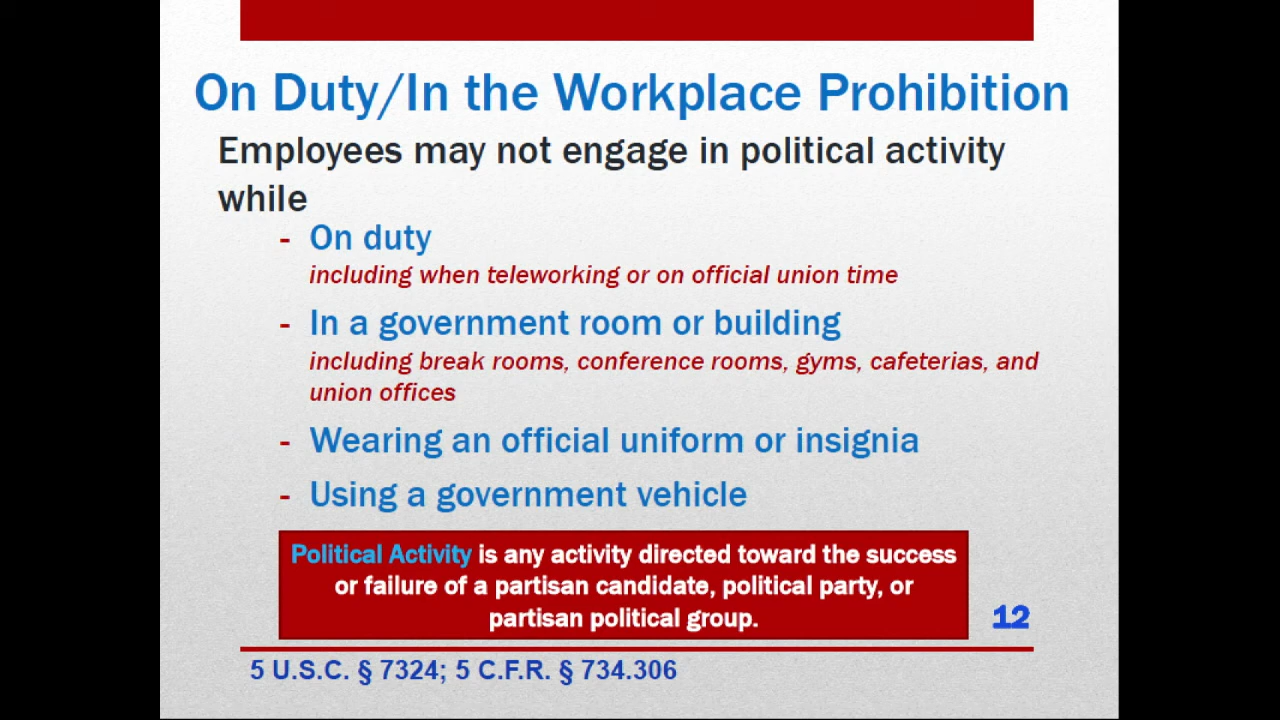 On Duty/In the Workplace Prohibition
Employees may not engage in political activity
while
- On duty
including when teleworking or on official union time
- In a government room or building
including break rooms, conference rooms, gyms, cafeterias, and
union offices
- Wearing an official uniform or insignia
- Using a government vehicle
Political Activity is any activity directed toward the success
or failure of a partisan candidate, political party, or
partisan political group.
12
5 U.S.C. § 7324; 5 C.F.R. § 734.306